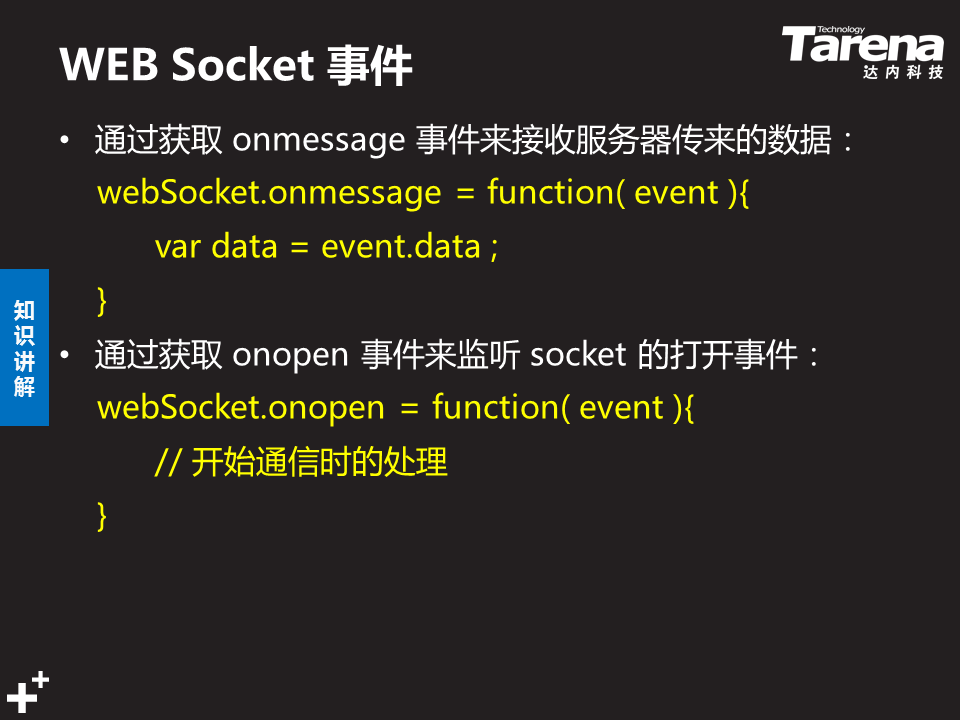 WEB Socket 事件
Technology
Tarena
达内科技
• 通过获取 onmessage 事件来接收服务器传来的数据：
webSocket.onmessage = function( event ){
var data = event.data ;
}
知识讲解
• 通过获取 onopen 事件来监听 socket 的打开事件：
webSocket.onopen = function( event ){
// 开始通信时的处理
}